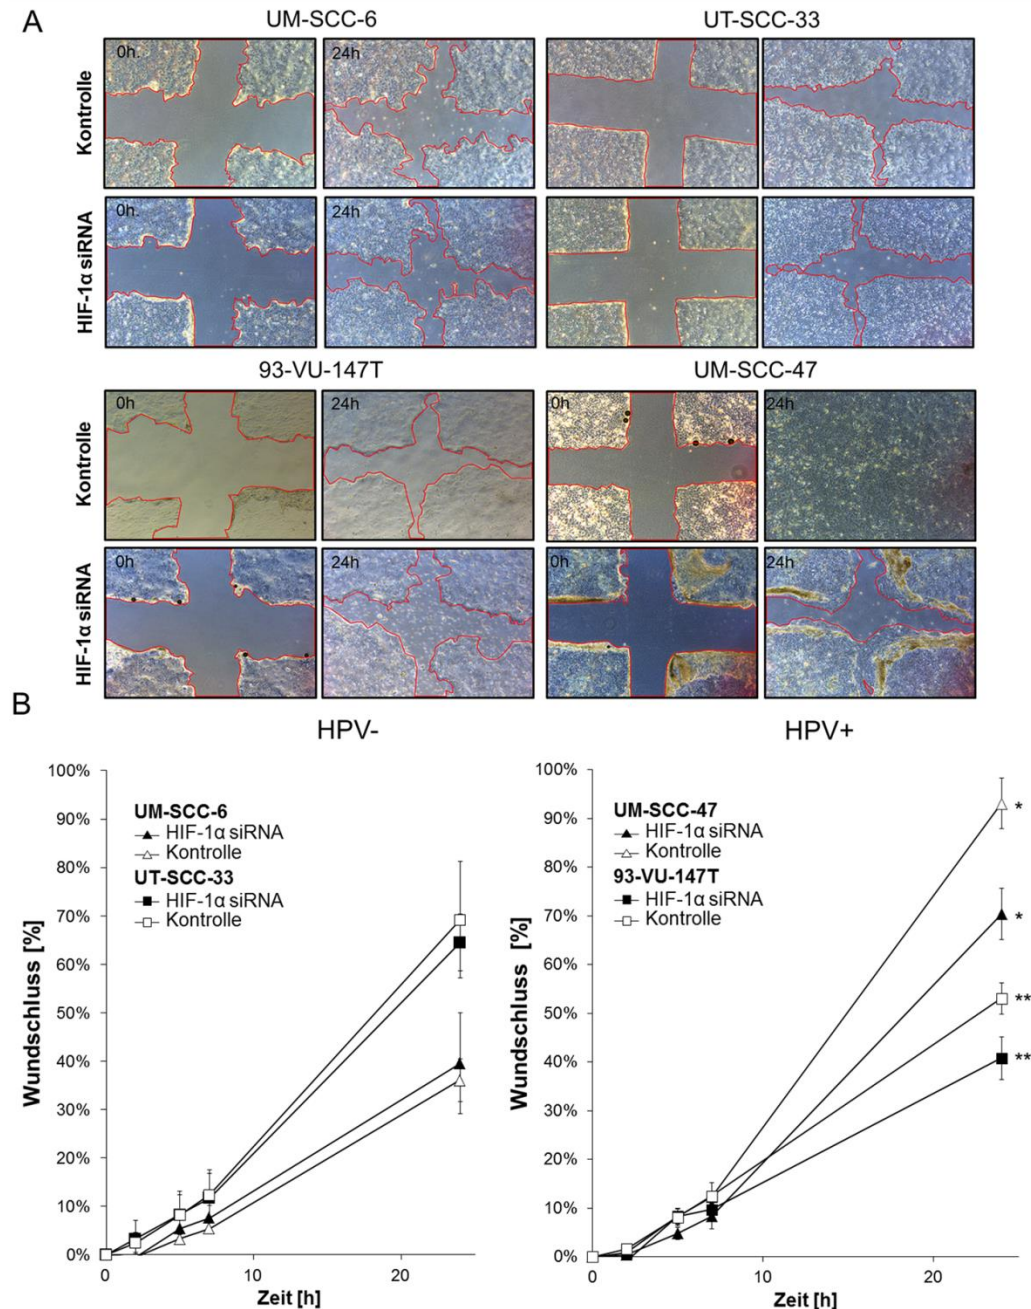 A
UM-SCC-6
UT-SCC-33
Kontrolle
0h.
24h
HIF-1α siRNA
0h.
24h
93-VU-147T
UM-SCC-47
Kontrolle
0h
24h
0h
24h
HIF-1α siRNA
0h
24h
0h
24h
B
HPV-
HPV+
Wundschluss [%]
100%
90%
80%
70%
60%
50%
40%
30%
20%
10%
0%
UM-SCC-6
HIF-1α siRNA
Kontrolle
UT-SCC-33
HIF-1α siRNA
Kontrolle
0
10
20
Zeit [h]
Wundschluss [%]
100%
90%
80%
70%
60%
50%
40%
30%
20%
10%
0%
UM-SCC-47
HIF-1α siRNA
Kontrolle
93-VU-147T
HIF-1α siRNA
Kontrolle
*
*
**
**
0
10
20
Zeit [h]